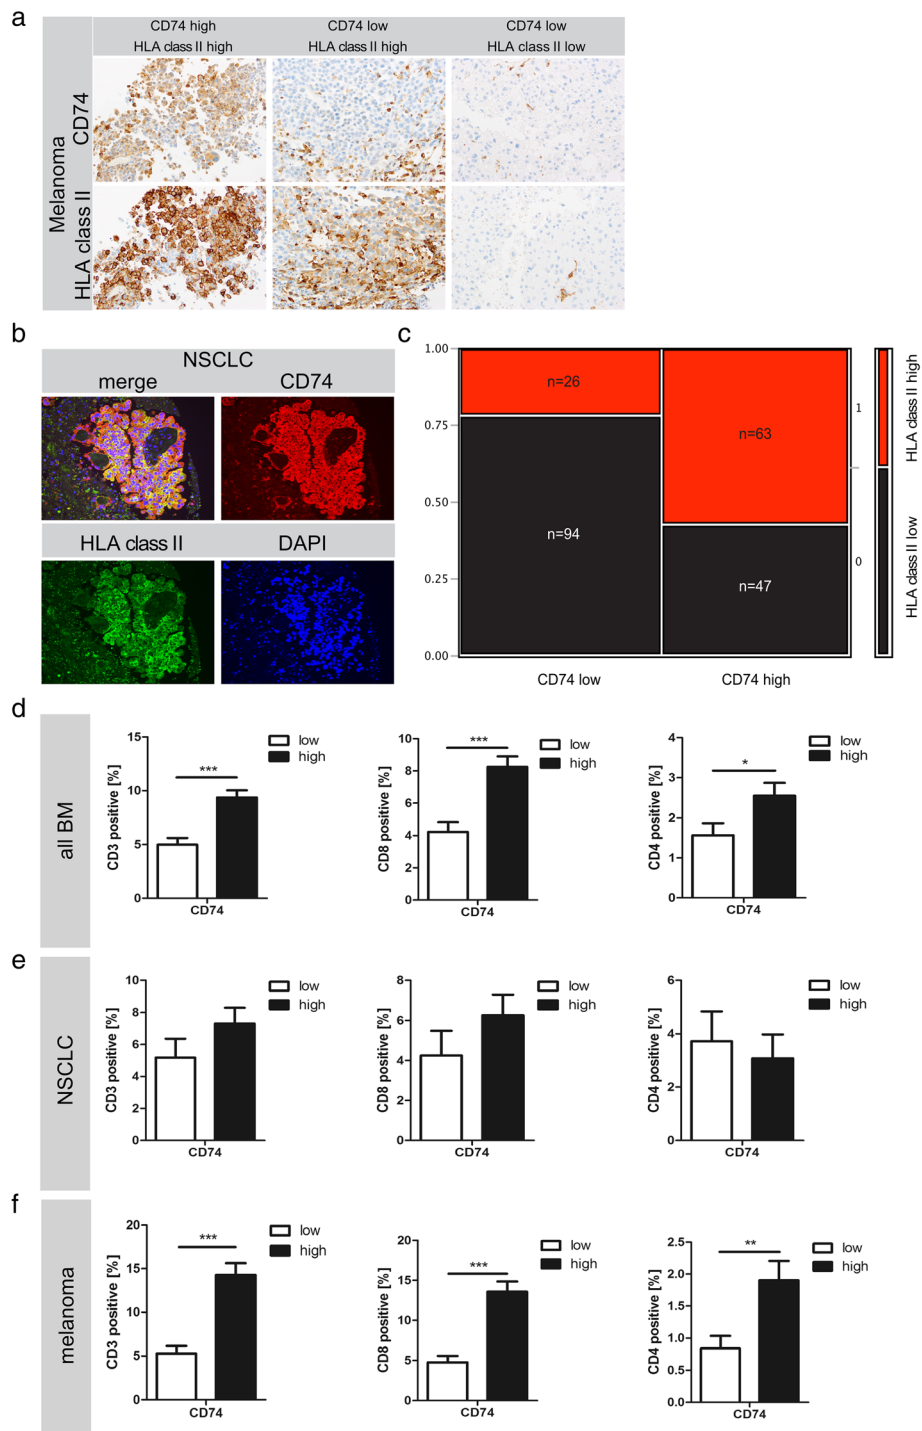 a
CD74 high
HLA class II high
CD74 low
HLA class II high
CD74 low
HLA class II low
Melanoma
CD74
HLA class II
b
NSCLC
merge
CD74
HLA class II
DAPI
c
1.00
0.75
0.50
0.25
0.00
n=26
n=94
n=63
n=47
CD74 low
CD74 high
1
0
HLA class II high
HLA class II low
d
all BM
CD3 positive [%]
15
10
5
0
***
low
high
CD74
CD8 positive [%]
10
8
6
4
2
0
***
low
high
CD74
CD4 positive [%]
4
3
2
1
0
*
low
high
CD74
e
NSCLC
CD3 positive [%]
10
8
6
4
2
0
low
high
CD74
CD8 positive [%]
8
6
4
2
0
low
high
CD74
CD4 positive [%]
6
4
2
0
low
high
CD74
f
melanoma
CD3 positive [%]
20
15
10
5
0
***
low
high
CD74
CD8 positive [%]
20
15
10
5
0
***
low
high
CD74
CD4 positive [%]
2.5
2.0
1.5
1.0
0.5
0.0
**
low
high
CD74